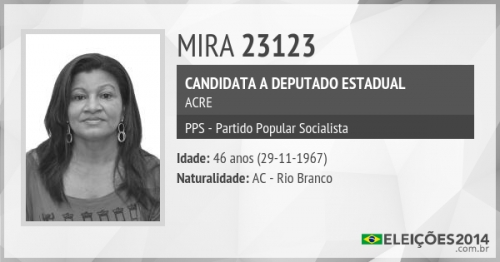 MIRA 23123
CANDIDATA A DEPUTADO ESTADUAL
ACRE
PPS - Partido Popular Socialista
Idade: 46 anos (29-11-1967)
Naturalidade: AC - Rio Branco
ELEIÇÕES2014
.com.br